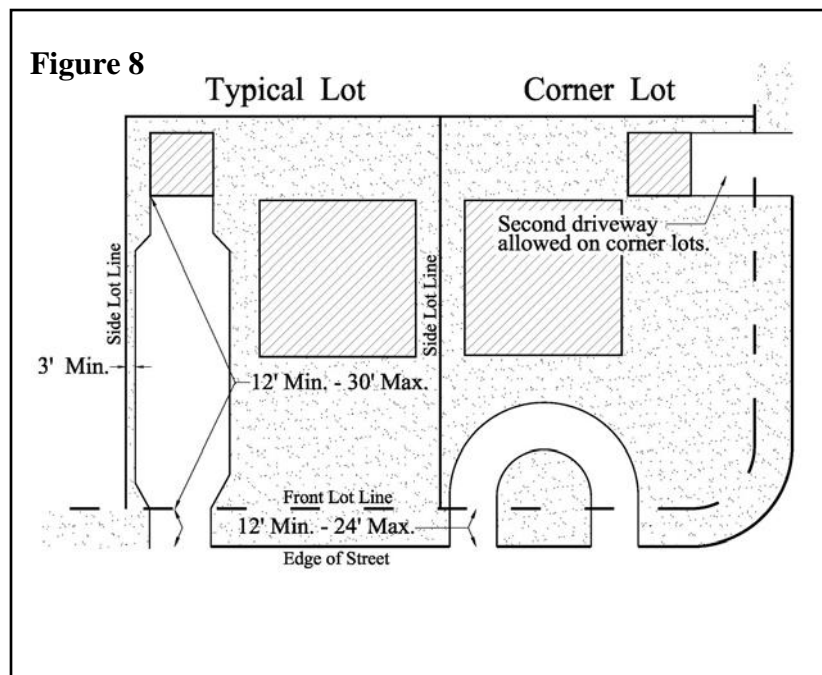 Figure 8
Typical Lot
Corner Lot
Second driveway
allowed on corner lots.
Side Lot Line
Side Lot Line
3' Min.
12' Min. - 30' Max.
Front Lot Line
12' Min. - 24' Max.
Edge of Street